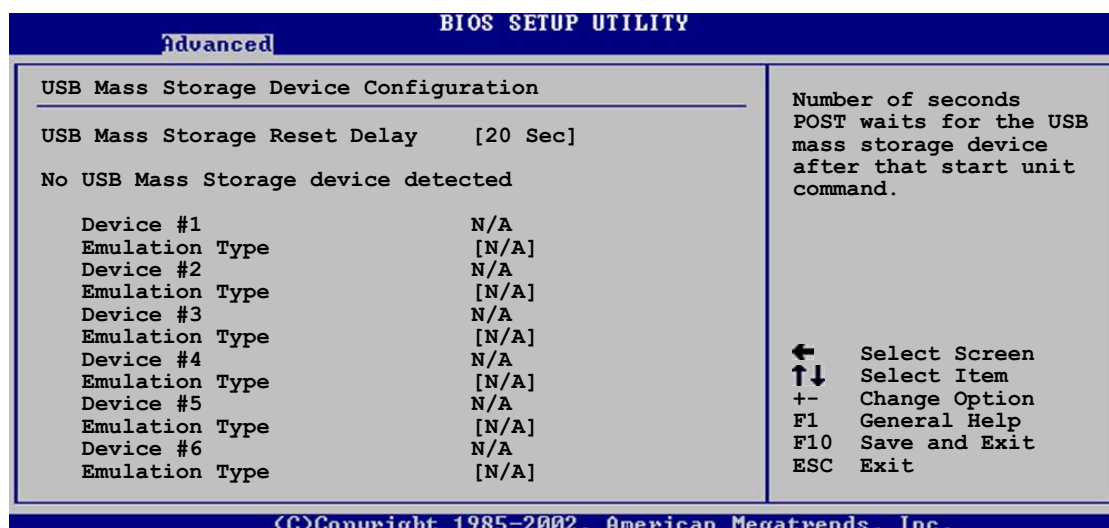 BIOS SETUP UTILITY
Advanced
USB Mass Storage Device Configuration
USB Mass Storage Reset Delay [20 Sec]
No USB Mass Storage device detected
Device #1 N/A
Emulation Type [N/A]
Device #2 N/A
Emulation Type [N/A]
Device #3 N/A
Emulation Type [N/A]
Device #4 N/A
Emulation Type [N/A]
Device #5 N/A
Emulation Type [N/A]
Device #6 N/A
Emulation Type [N/A]
Number of seconds
POST waits for the USB
mass storage device
after that start unit
command.
← Select Screen
↑↓ Select Item
+- Change Option
F1 General Help
F10 Save and Exit
ESC Exit
(C)Copyright 1985-2002, American Megatrends, Inc.